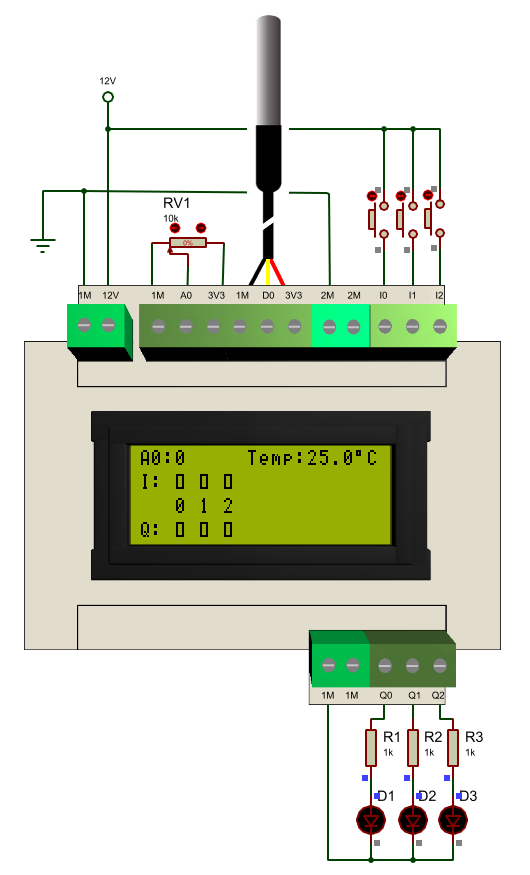 12V
RV1
10k
0%
1M 12V 1M A0 3V3 1M D0 3V3 2M 2M I0 I1 I2
A0:0 Temp:25.0°C
I: 0 0 0
0 1 2
Q: 0 0 0
1M 1M Q0 Q1 Q2
R1 R2 R3
1k 1k 1k
D1 D2 D3